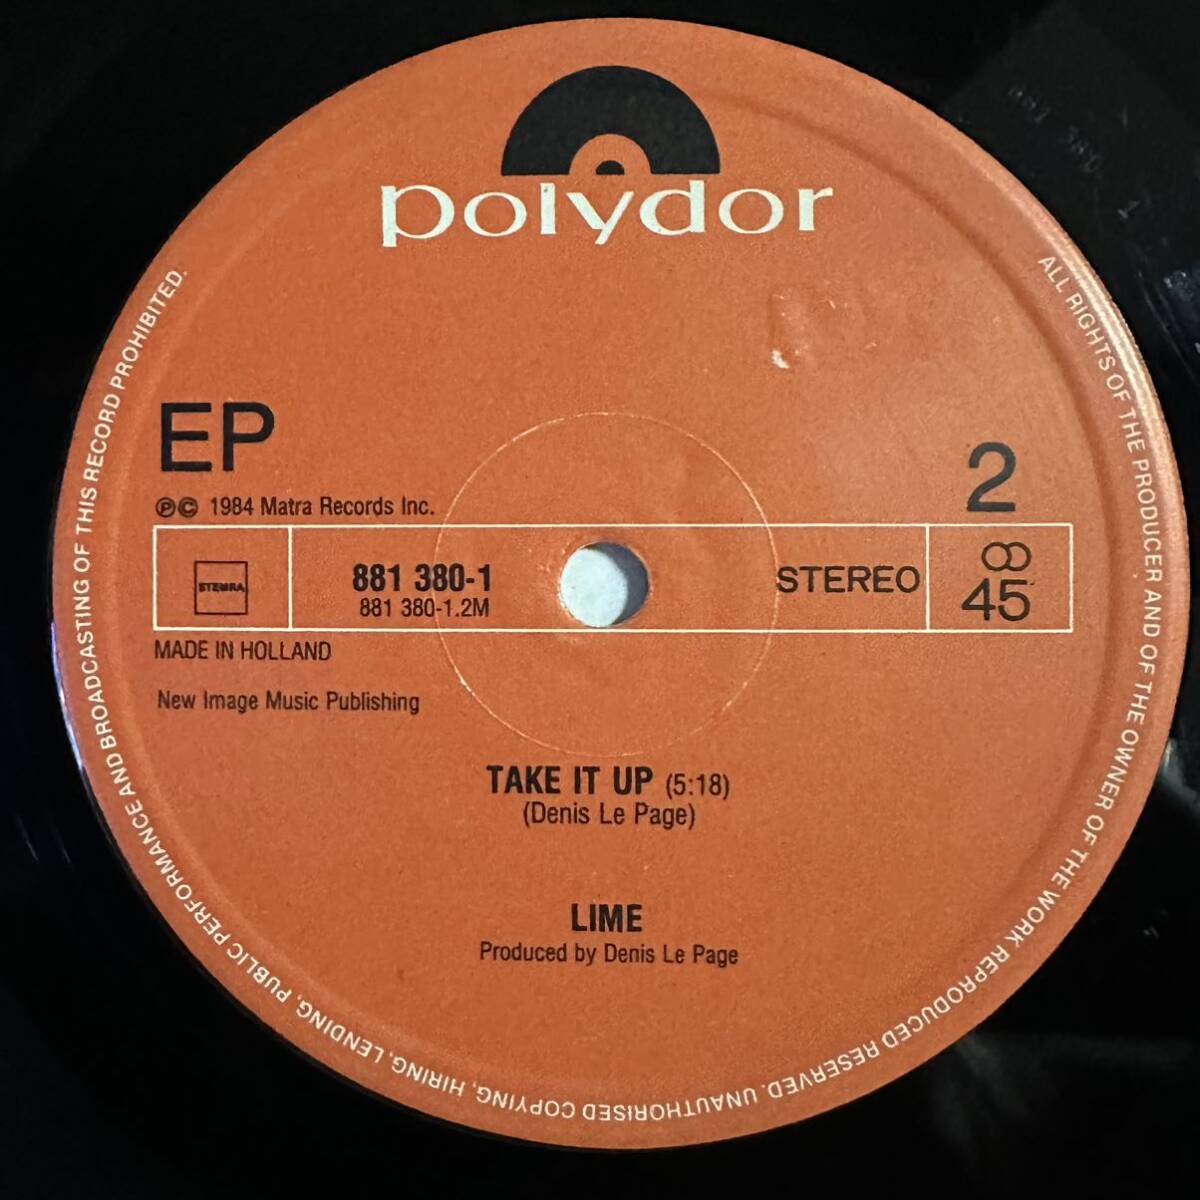 polydor
EP
2
℗© 1984 Matra Records Inc.
STEMRA
881 380-1
881 380-1.2M
STEREO
45
MADE IN HOLLAND
New Image Music Publishing
TAKE IT UP (5:18)
(Denis Le Page)
LIME
Produced by Denis Le Page
ALL RIGHTS OF THE PRODUCER AND OF THE OWNER OF THE WORK REPRODUCED RESERVED. UNAUTHORISED COPYING, HIRING, LENDING, PUBLIC PERFORMANCE AND BROADCASTING OF THIS RECORD PROHIBITED.